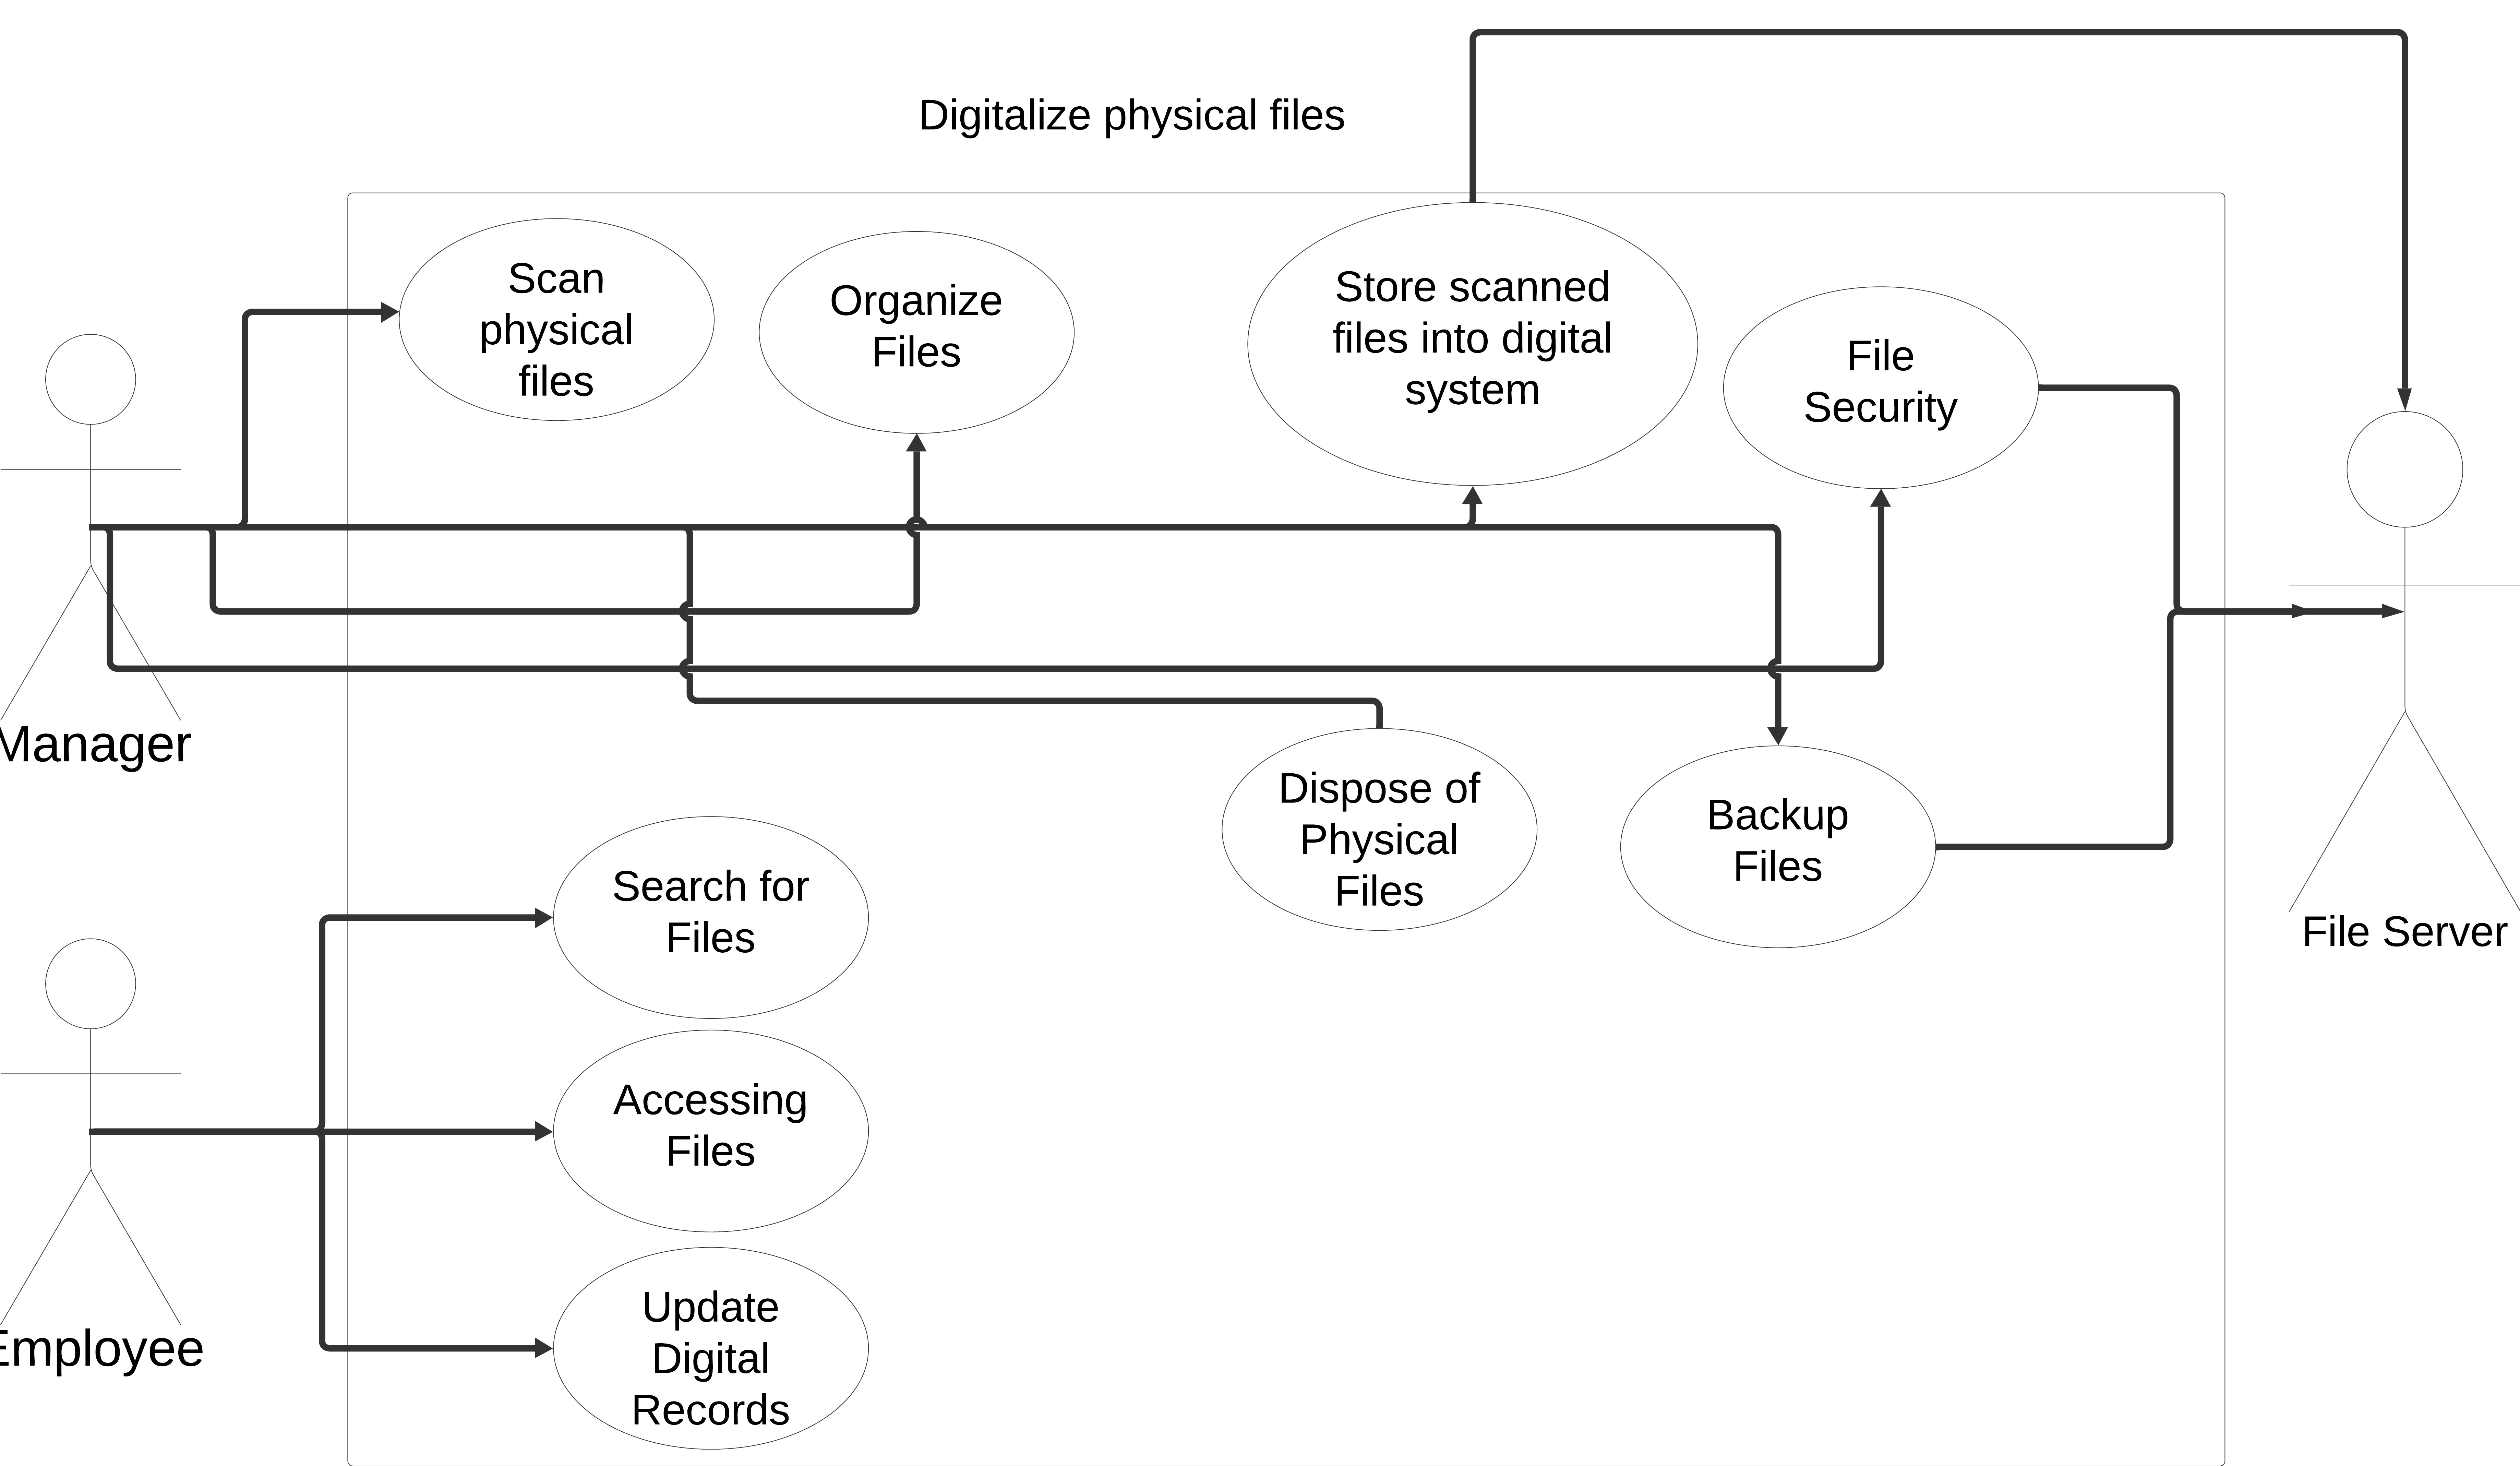 Digitalize physical files
Scan
physical
files
Organize
Files
Store scanned
files into digital
system
File
Security
Manager
Dispose of
Physical
Files
Backup
Files
Search for
Files
File Server
Accessing
Files
Employee
Update
Digital
Records